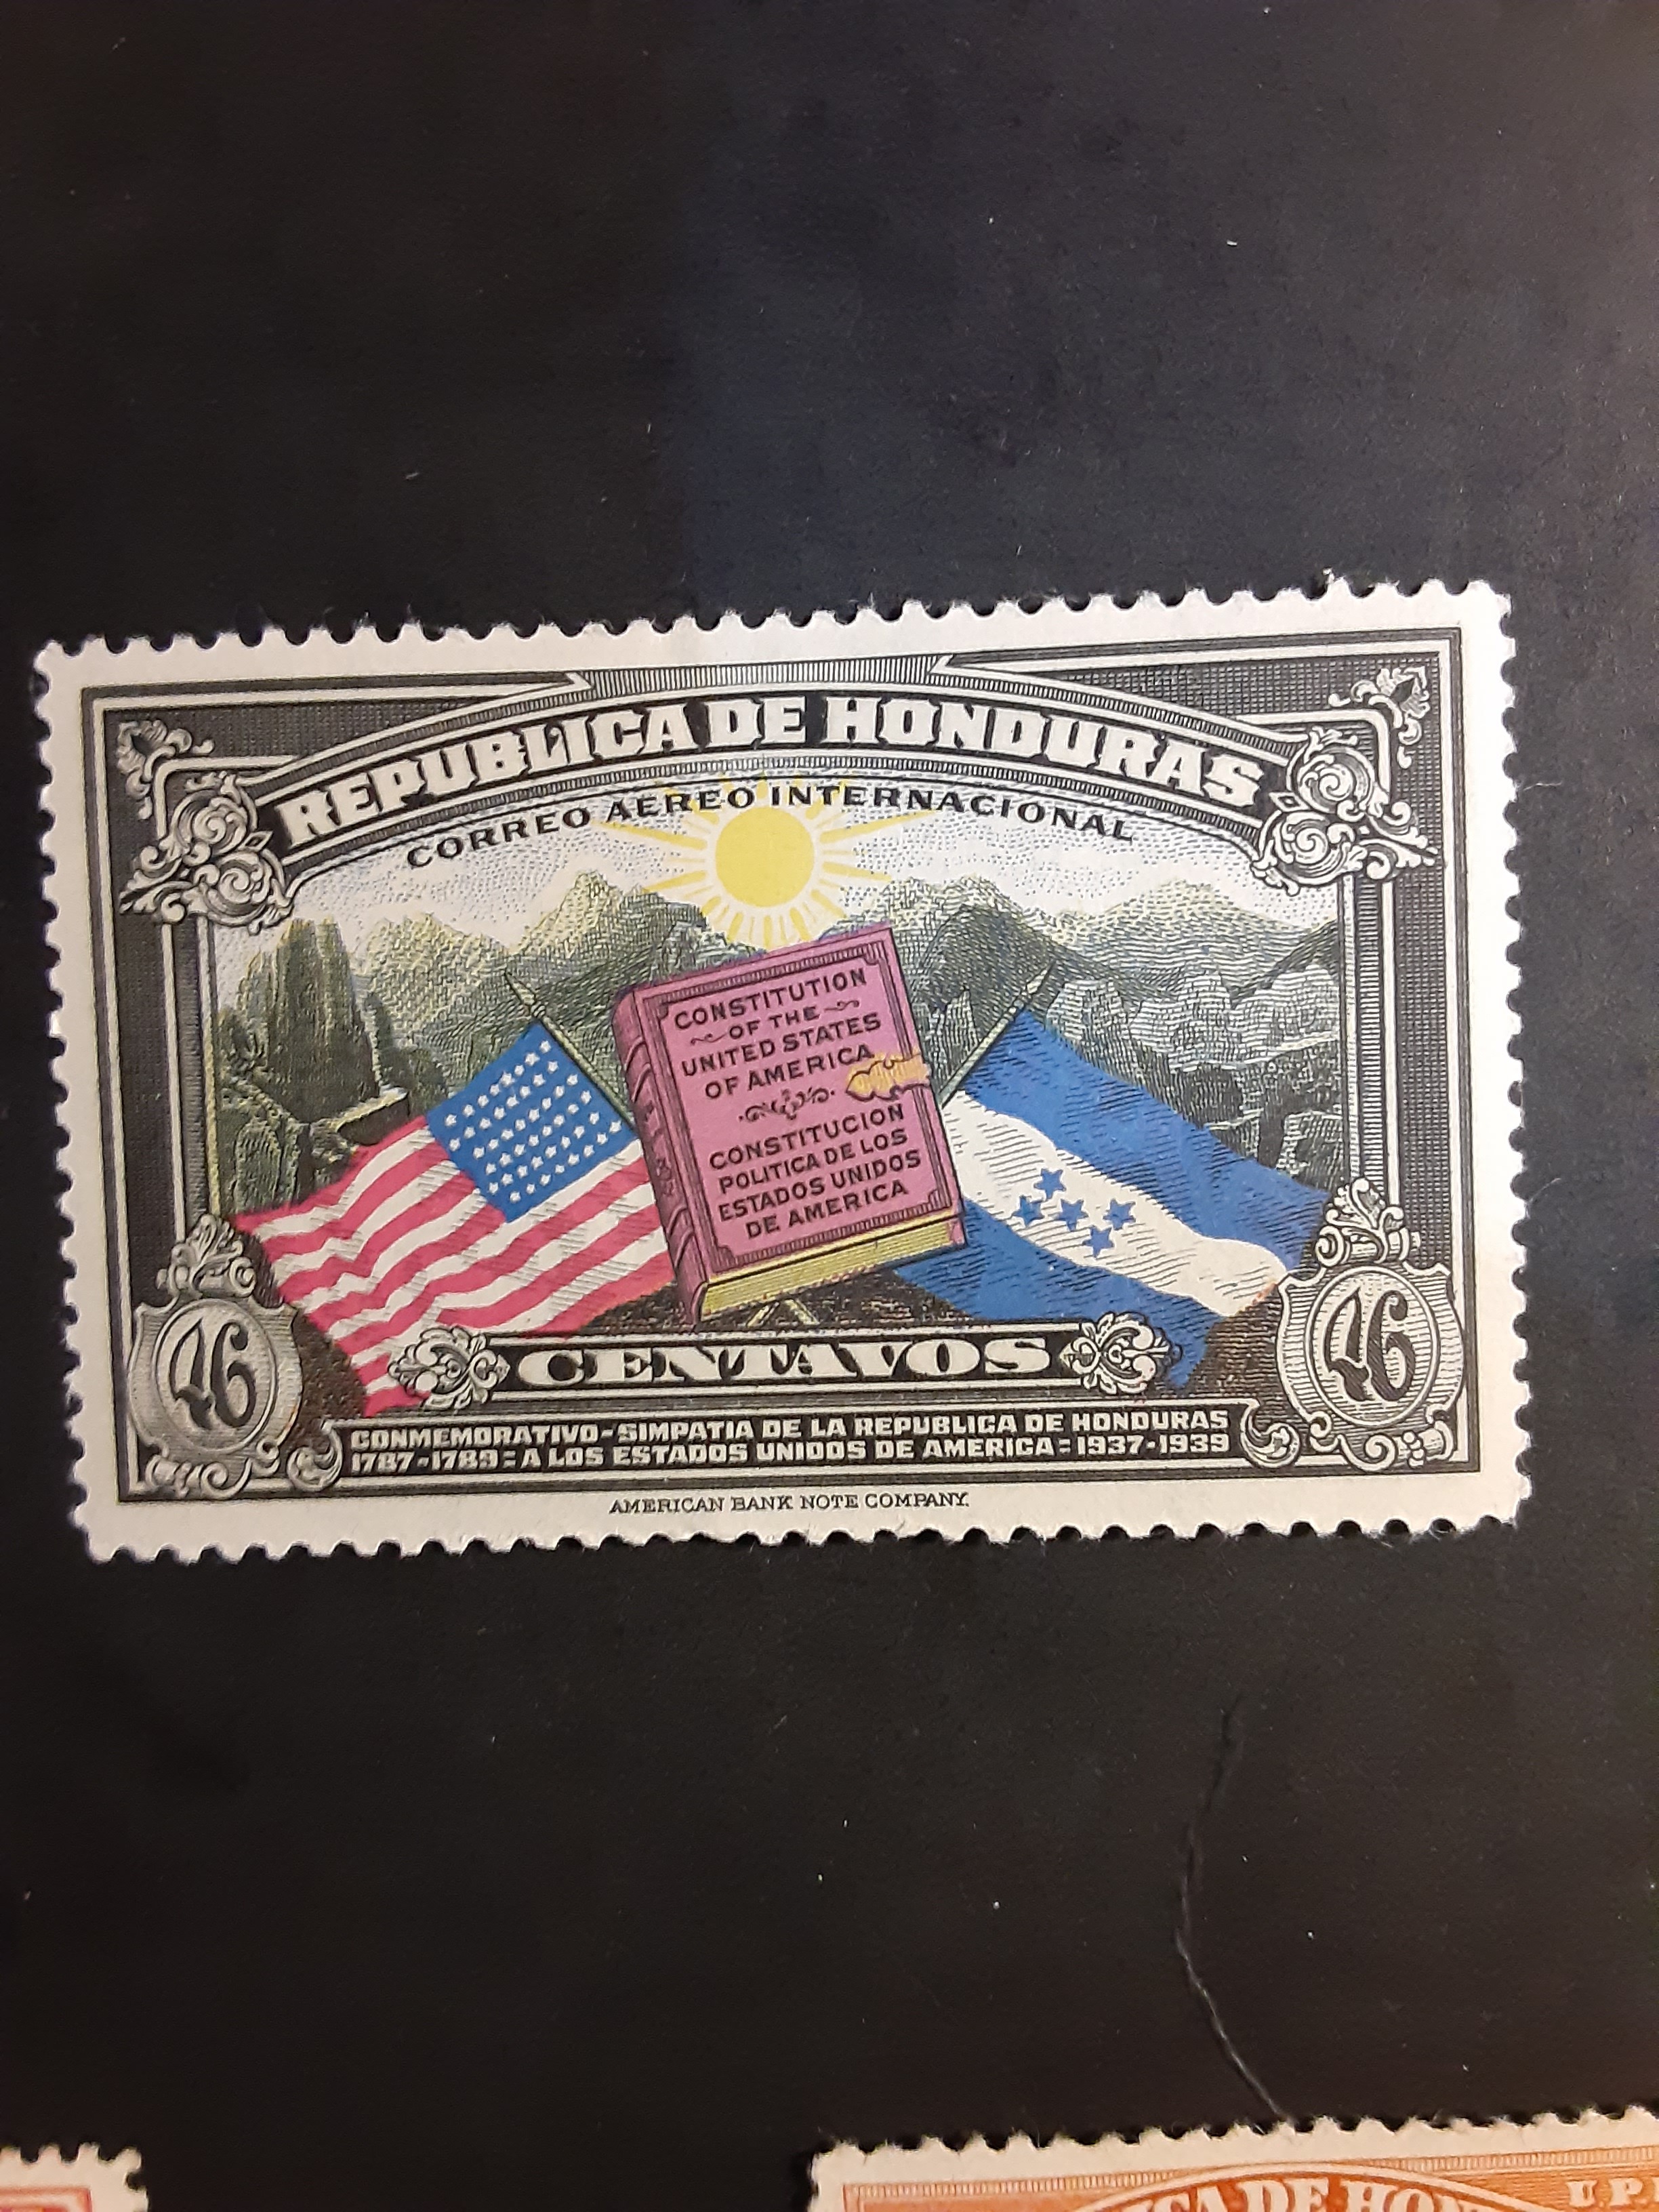 REPUBLICA DE HONDURAS
CORREO AEREO INTERNACIONAL
CONSTITUTION
OF THE
UNITED STATES
OF AMERICA
CONSTITUCION
POLITICA DE LOS
ESTADOS UNIDOS
DE AMERICA
46
CENTAVOS
46
CONMEMORATIVO-SIMPATIA DE LA REPUBLICA DE HONDURAS
1787-1789=A LOS ESTADOS UNIDOS DE AMERICA=1937-1939
AMERICAN BANK NOTE COMPANY.
DE